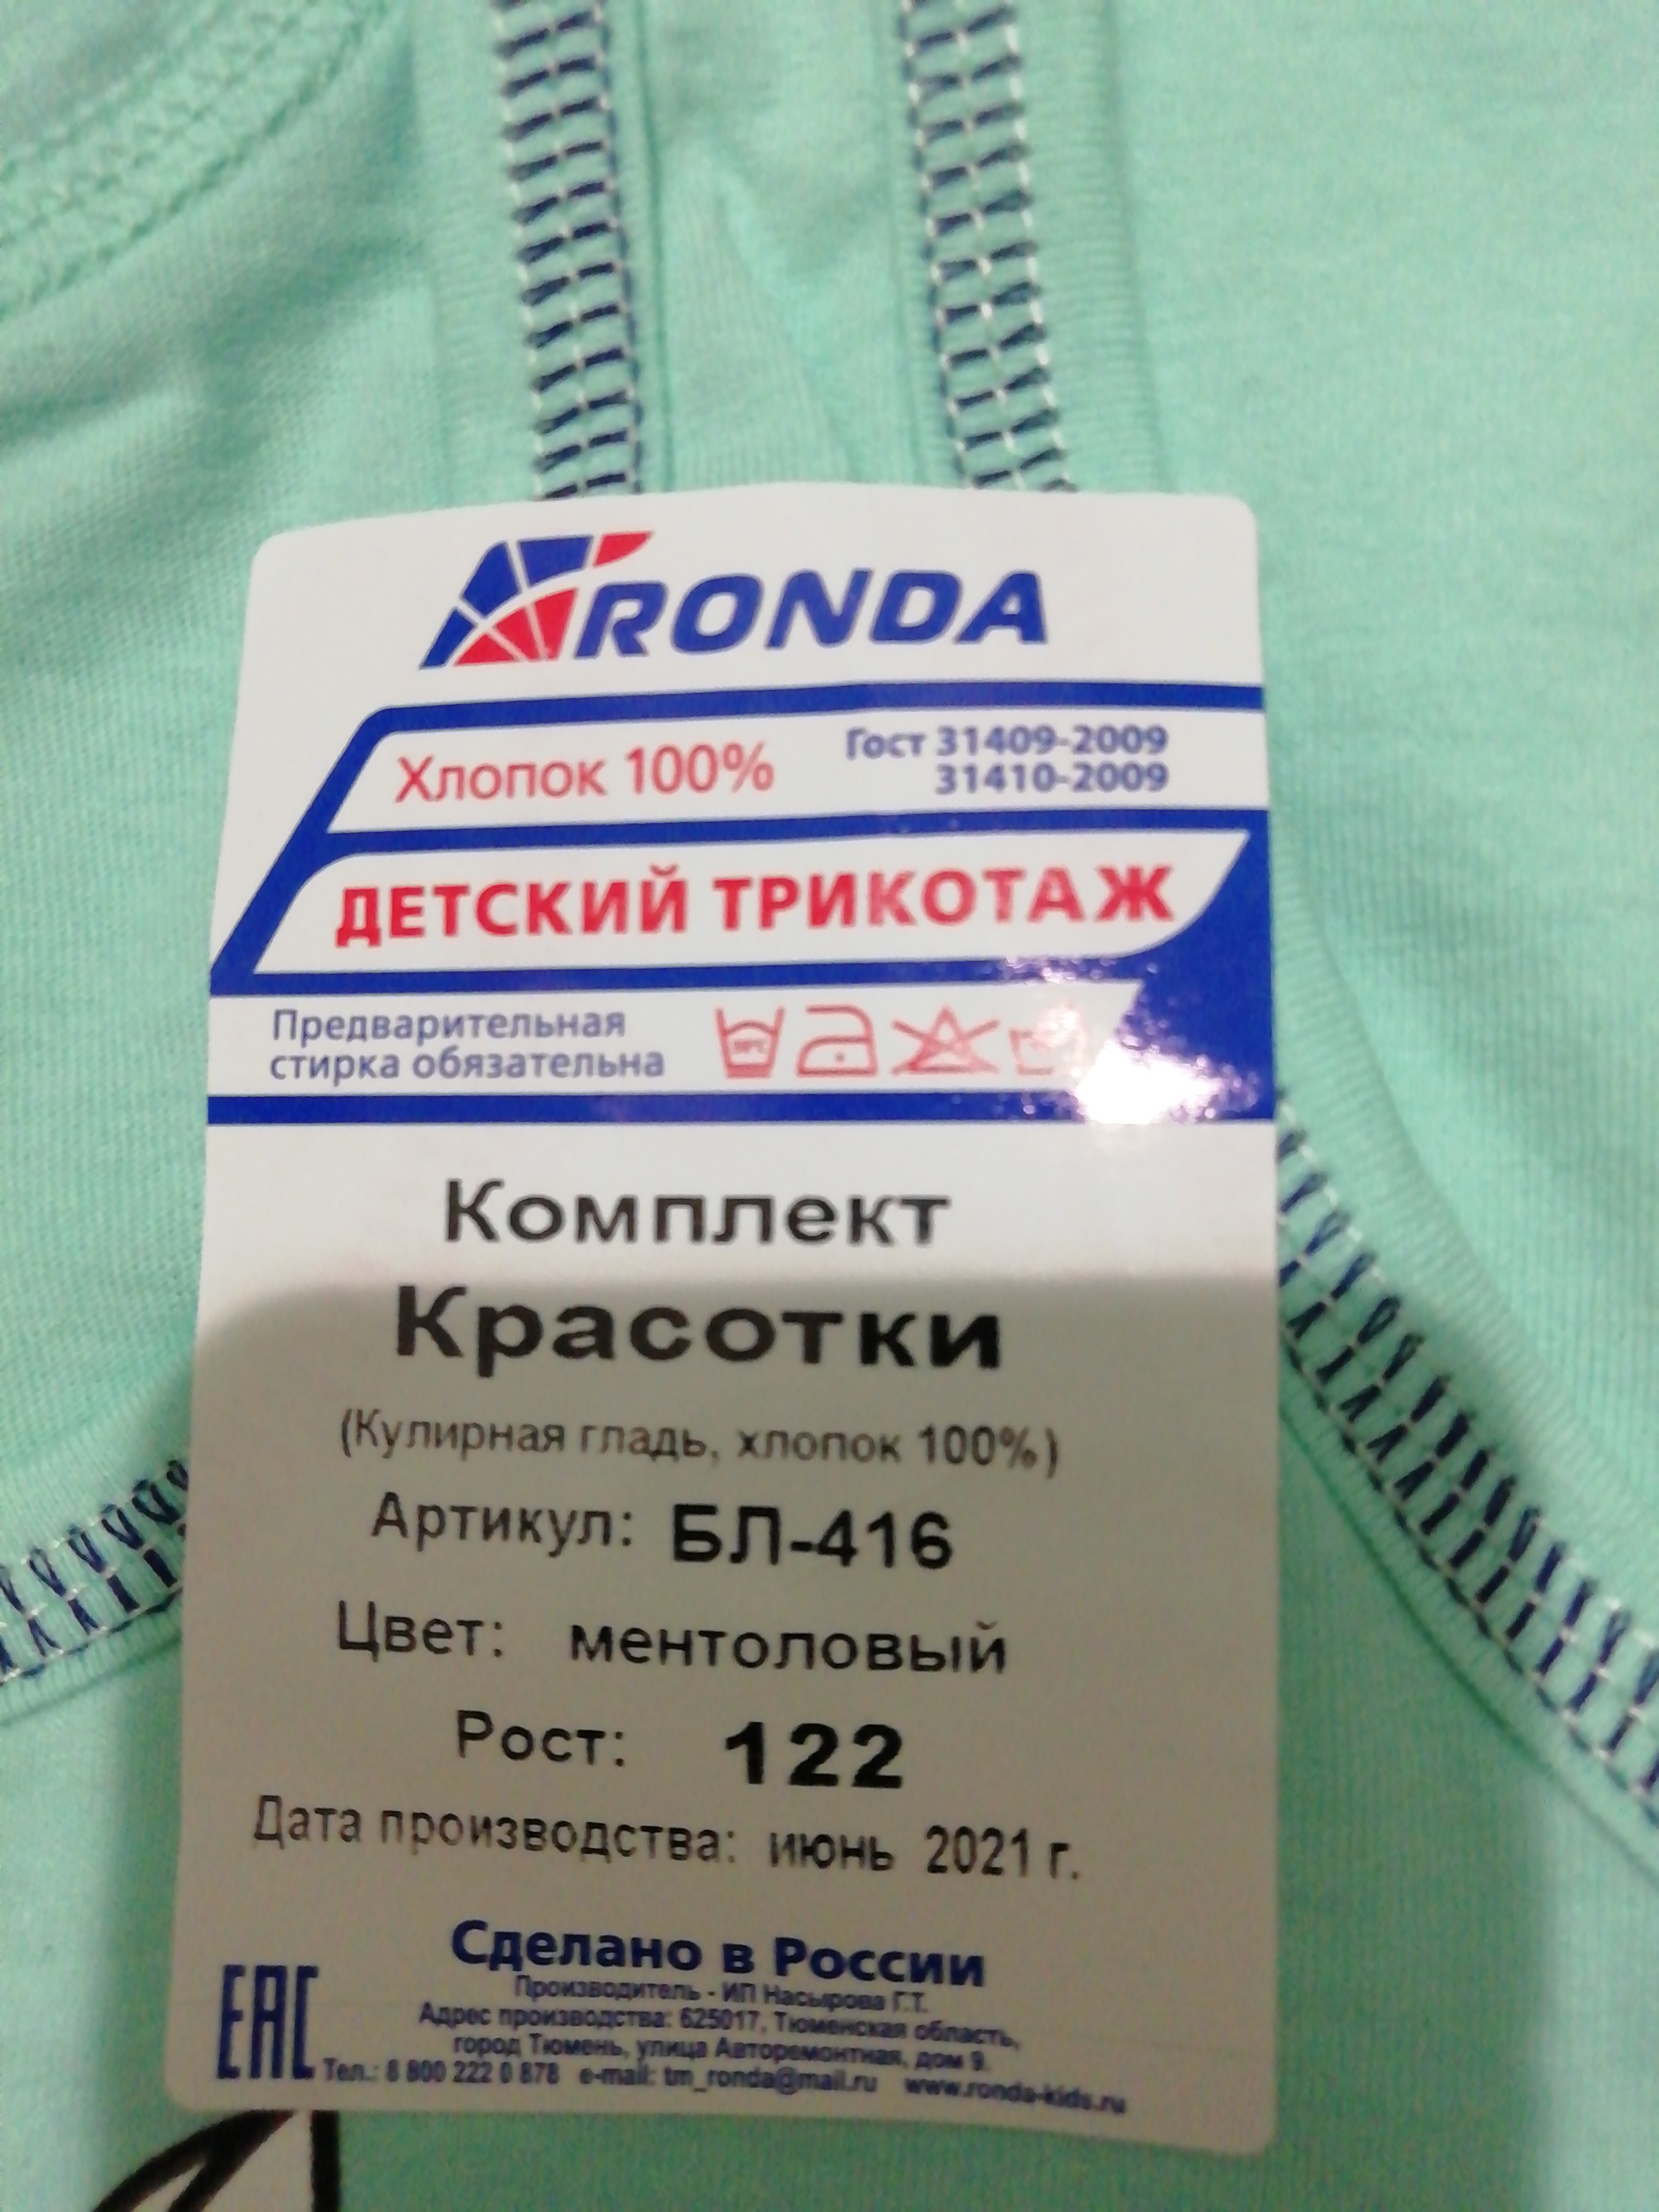 RONDA
Хлопок 100%
Гост 31409-2009
31410-2009
ДЕТСКИЙ ТРИКОТАЖ
Предварительная
стирка обязательна
30°C
Комплект
Красотки
(Кулирная гладь, хлопок 100%)
Артикул: БЛ-416
Цвет: ментоловый
Рост: 122
Дата производства: июнь 2021 г.
Сделано в России
Производитель - ИП Насырова Г.Т.
Адрес производства: 625017, Тюменская область,
город Тюмень, улица Авторемонтная, дом 9.
EAC
Тел.: 8 800 222 0 878 e-mail: tm_ronda@mail.ru www.ronda-kids.ru